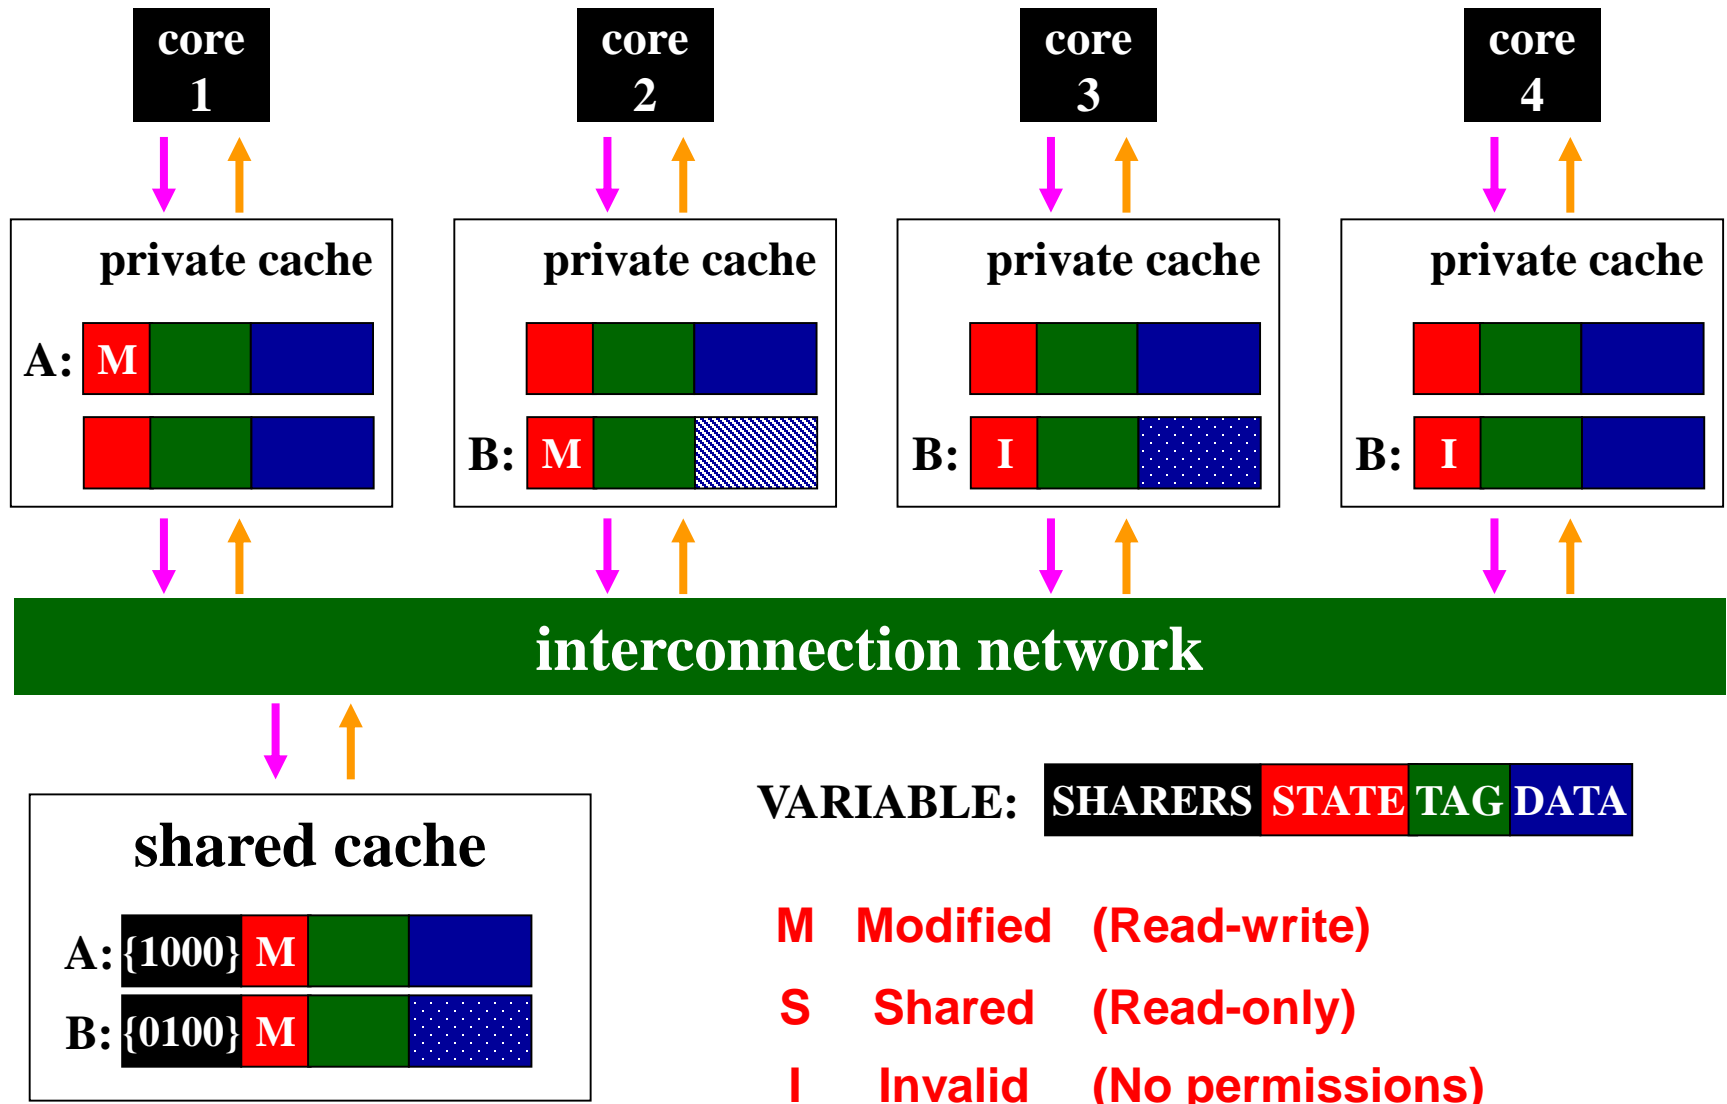 core
1
core
2
core
3
core
4
private cache
private cache
private cache
private cache
A: M
B: M
B: I
B: I
interconnection network
VARIABLE: SHARERS STATE TAG DATA
shared cache
A: {1000} M
B: {0100} M
M Modified (Read-write)
S Shared (Read-only)
I Invalid (No permissions)